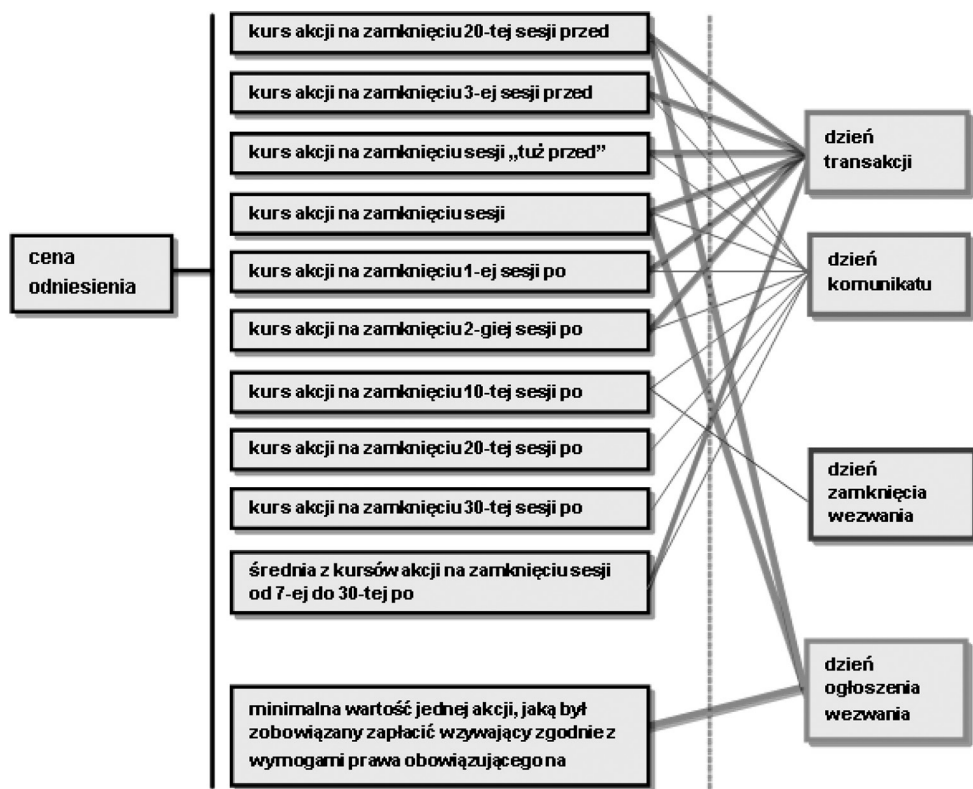 kurs akcji na zamknięciu 20-tej sesji przed
kurs akcji na zamknięciu 3-ej sesji przed
kurs akcji na zamknięciu sesji „tuż przed”
kurs akcji na zamknięciu sesji
kurs akcji na zamknięciu 1-ej sesji po
kurs akcji na zamknięciu 2-giej sesji po
kurs akcji na zamknięciu 10-tej sesji po
kurs akcji na zamknięciu 20-tej sesji po
kurs akcji na zamknięciu 30-tej sesji po
średnia z kursów akcji na zamknięciu sesji
od 7-ej do 30-tej po
minimalna wartość jednej akcji, jaką był
zobowiązany zapłacić wzywający zgodnie z
wymogami prawa obowiązującego na
cena
odniesienia
dzień
transakcji
dzień
komunikatu
dzień
zamknięcia
wezwania
dzień
ogłoszenia
wezwania